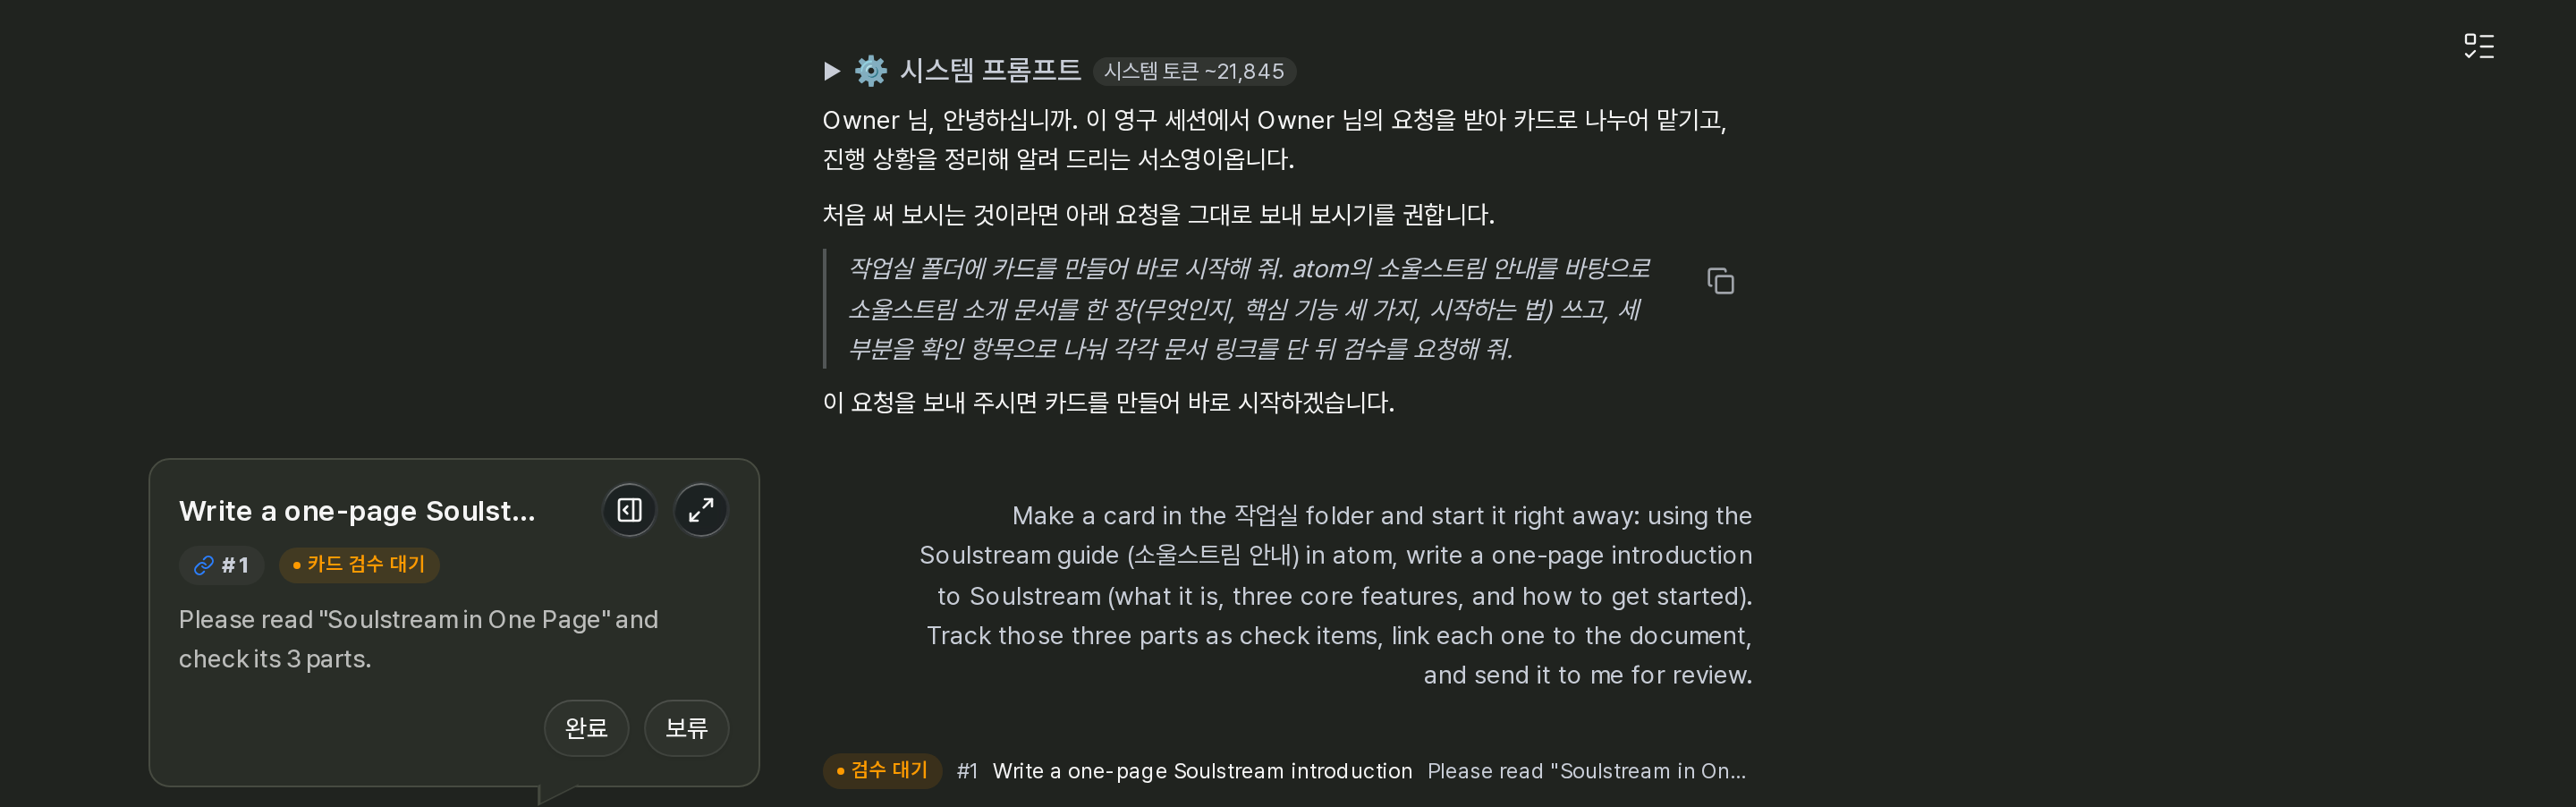 시스템 프롬프트 시스템 토큰 ~21,845
Owner 님, 안녕하십니까. 이 영구 세션에서 Owner 님의 요청을 받아 카드로 나누어 맡기고,
진행 상황을 정리해 알려 드리는 서소영이옵니다.
처음 써 보시는 것이라면 아래 요청을 그대로 보내 보시기를 권합니다.
작업실 폴더에 카드를 만들어 바로 시작해 줘. atom의 소울스트림 안내를 바탕으로
소울스트림 소개 문서를 한 장(무엇인지, 핵심 기능 세 가지, 시작하는 법) 쓰고, 세
부분을 확인 항목으로 나눠 각각 문서 링크를 단 뒤 검수를 요청해 줘.
이 요청을 보내 주시면 카드를 만들어 바로 시작하겠습니다.
Write a one-page Soulst...
#1 카드 검수 대기
Please read "Soulstream in One Page" and
check its 3 parts.
완료 보류
Make a card in the 작업실 folder and start it right away: using the
Soulstream guide (소울스트림 안내) in atom, write a one-page introduction
to Soulstream (what it is, three core features, and how to get started).
Track those three parts as check items, link each one to the document,
and send it to me for review.
검수 대기 #1 Write a one-page Soulstream introduction Please read "Soulstream in On...